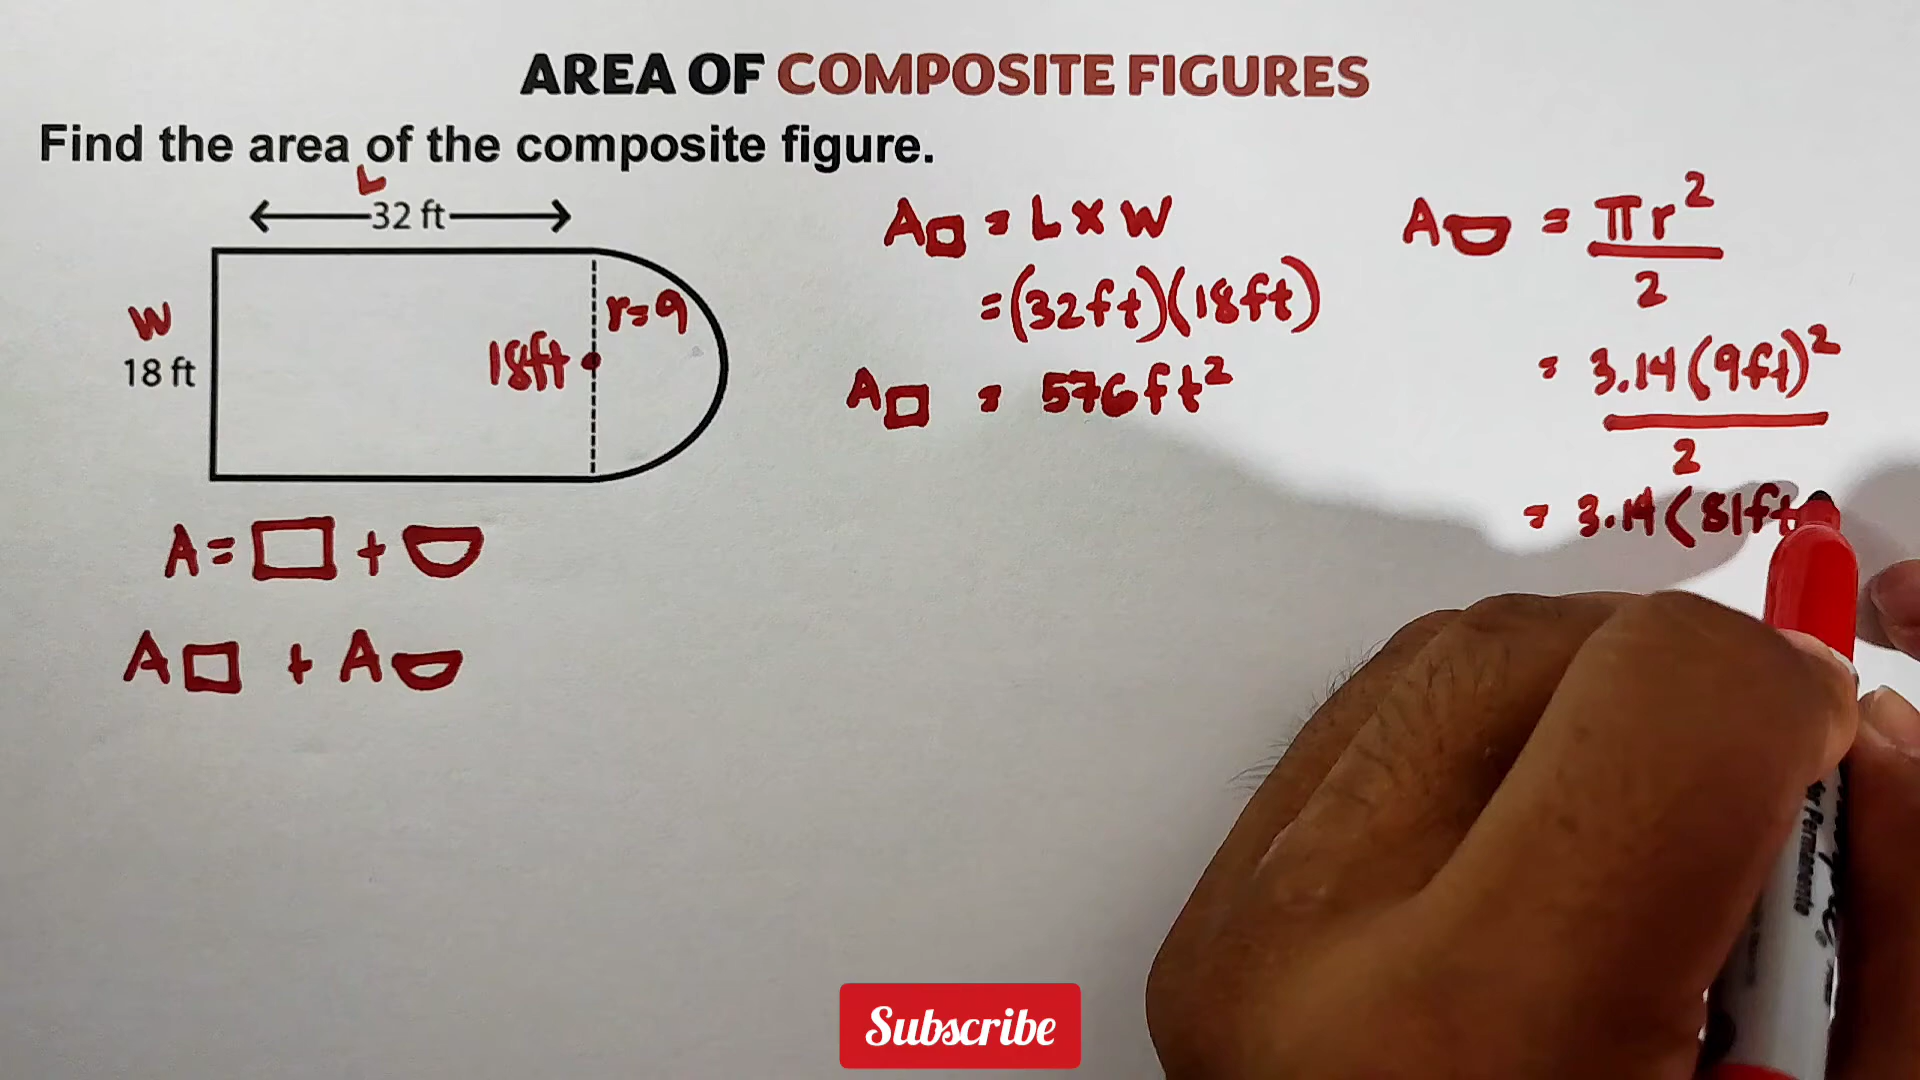 AREA OF COMPOSITE FIGURES
Find the area of the composite figure.
L
32 ft
W
18 ft
18ft
r=9
A=▭+⌓
A▭ + A⌓
A▭ = L x W
=(32ft)(18ft)
A▭ = 576ft²
A⌓ = πr²
2
= 3.14(9ft)²
2
= 3.14(81ft
Subscribe